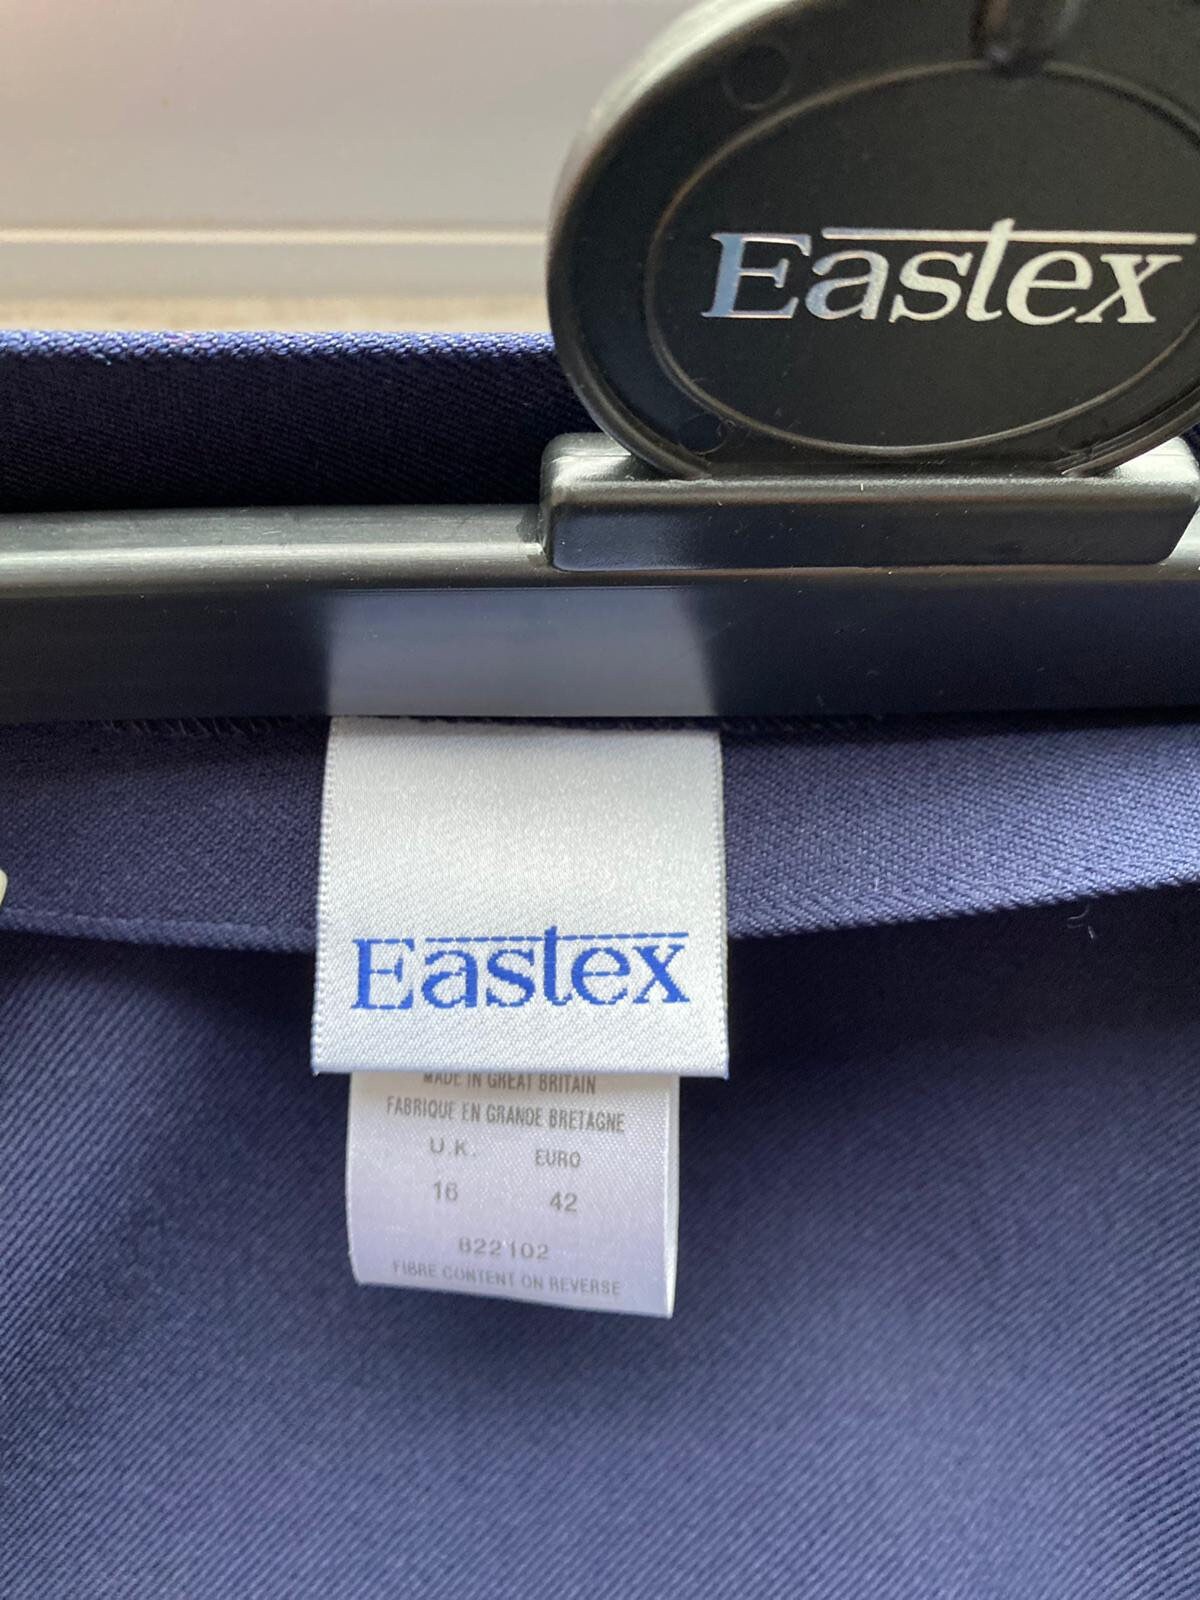 Eastex
Eastex
MADE IN GREAT BRITAIN
FABRIQUE EN GRANDE BRETAGNE
U.K. EURO
16 42
822102
FIBRE CONTENT ON REVERSE